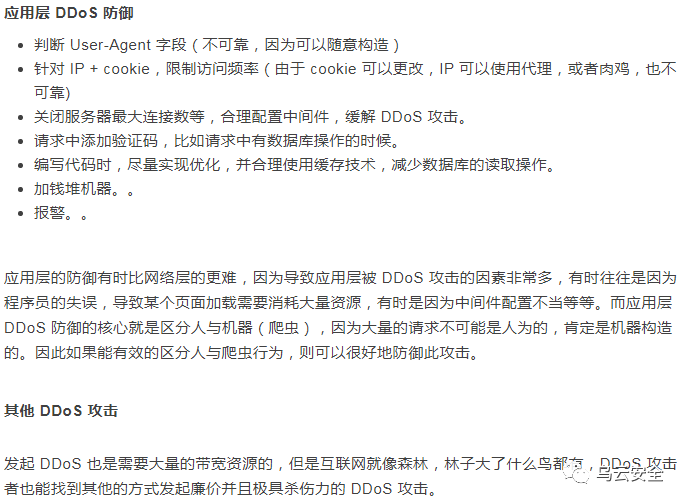 应用层 DDoS 防御
• 判断 User-Agent 字段（不可靠，因为可以随意构造）
• 针对 IP + cookie，限制访问频率（由于 cookie 可以更改，IP 可以使用代理，或者肉鸡，也不
可靠)
• 关闭服务器最大连接数等，合理配置中间件，缓解 DDoS 攻击。
• 请求中添加验证码，比如请求中有数据库操作的时候。
• 编写代码时，尽量实现优化，并合理使用缓存技术，减少数据库的读取操作。
• 加钱堆机器。。
• 报警。。
应用层的防御有时比网络层的更难，因为导致应用层被 DDoS 攻击的因素非常多，有时往往是因为
程序员的失误，导致某个页面加载需要消耗大量资源，有时是因为中间件配置不当等等。而应用层
DDoS 防御的核心就是区分人与机器（爬虫），因为大量的请求不可能是人为的，肯定是机器构造
的。因此如果能有效的区分人与爬虫行为，则可以很好地防御此攻击。
其他 DDoS 攻击
发起 DDoS 也是需要大量的带宽资源的，但是互联网就像森林，林子大了什么鸟都有，DDoS 攻击
者也能找到其他的方式发起廉价并且极具杀伤力的 DDoS 攻击。
乌云安全